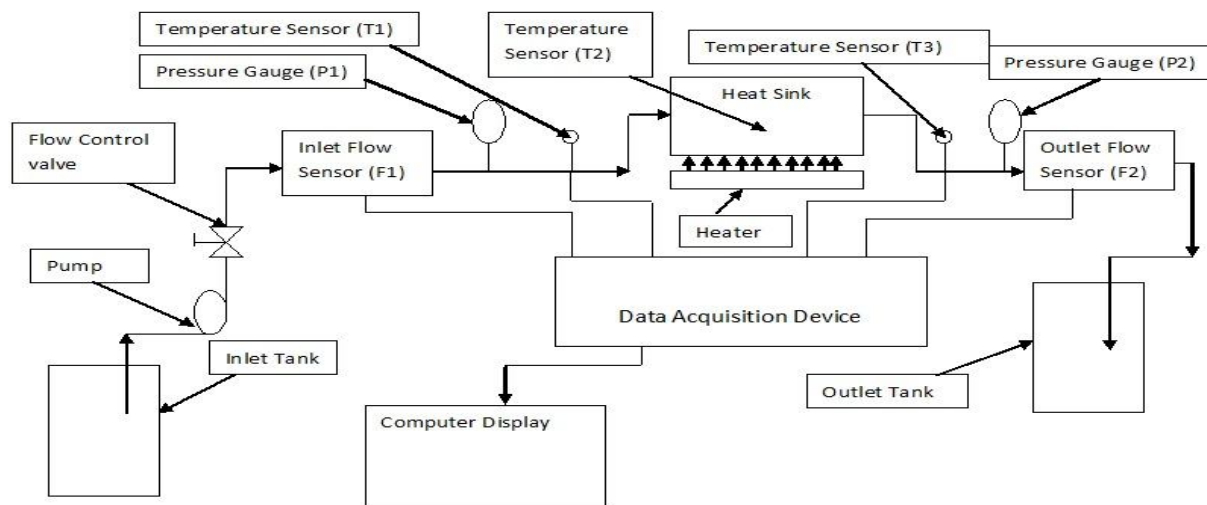 Temperature Sensor (T1)
Pressure Gauge (P1)
Temperature
Sensor (T2)
Temperature Sensor (T3)
Pressure Gauge (P2)
Heat Sink
Flow Control
valve
Inlet Flow
Sensor (F1)
Outlet Flow
Sensor (F2)
Heater
Pump
Data Acquisition Device
Inlet Tank
Outlet Tank
Computer Display